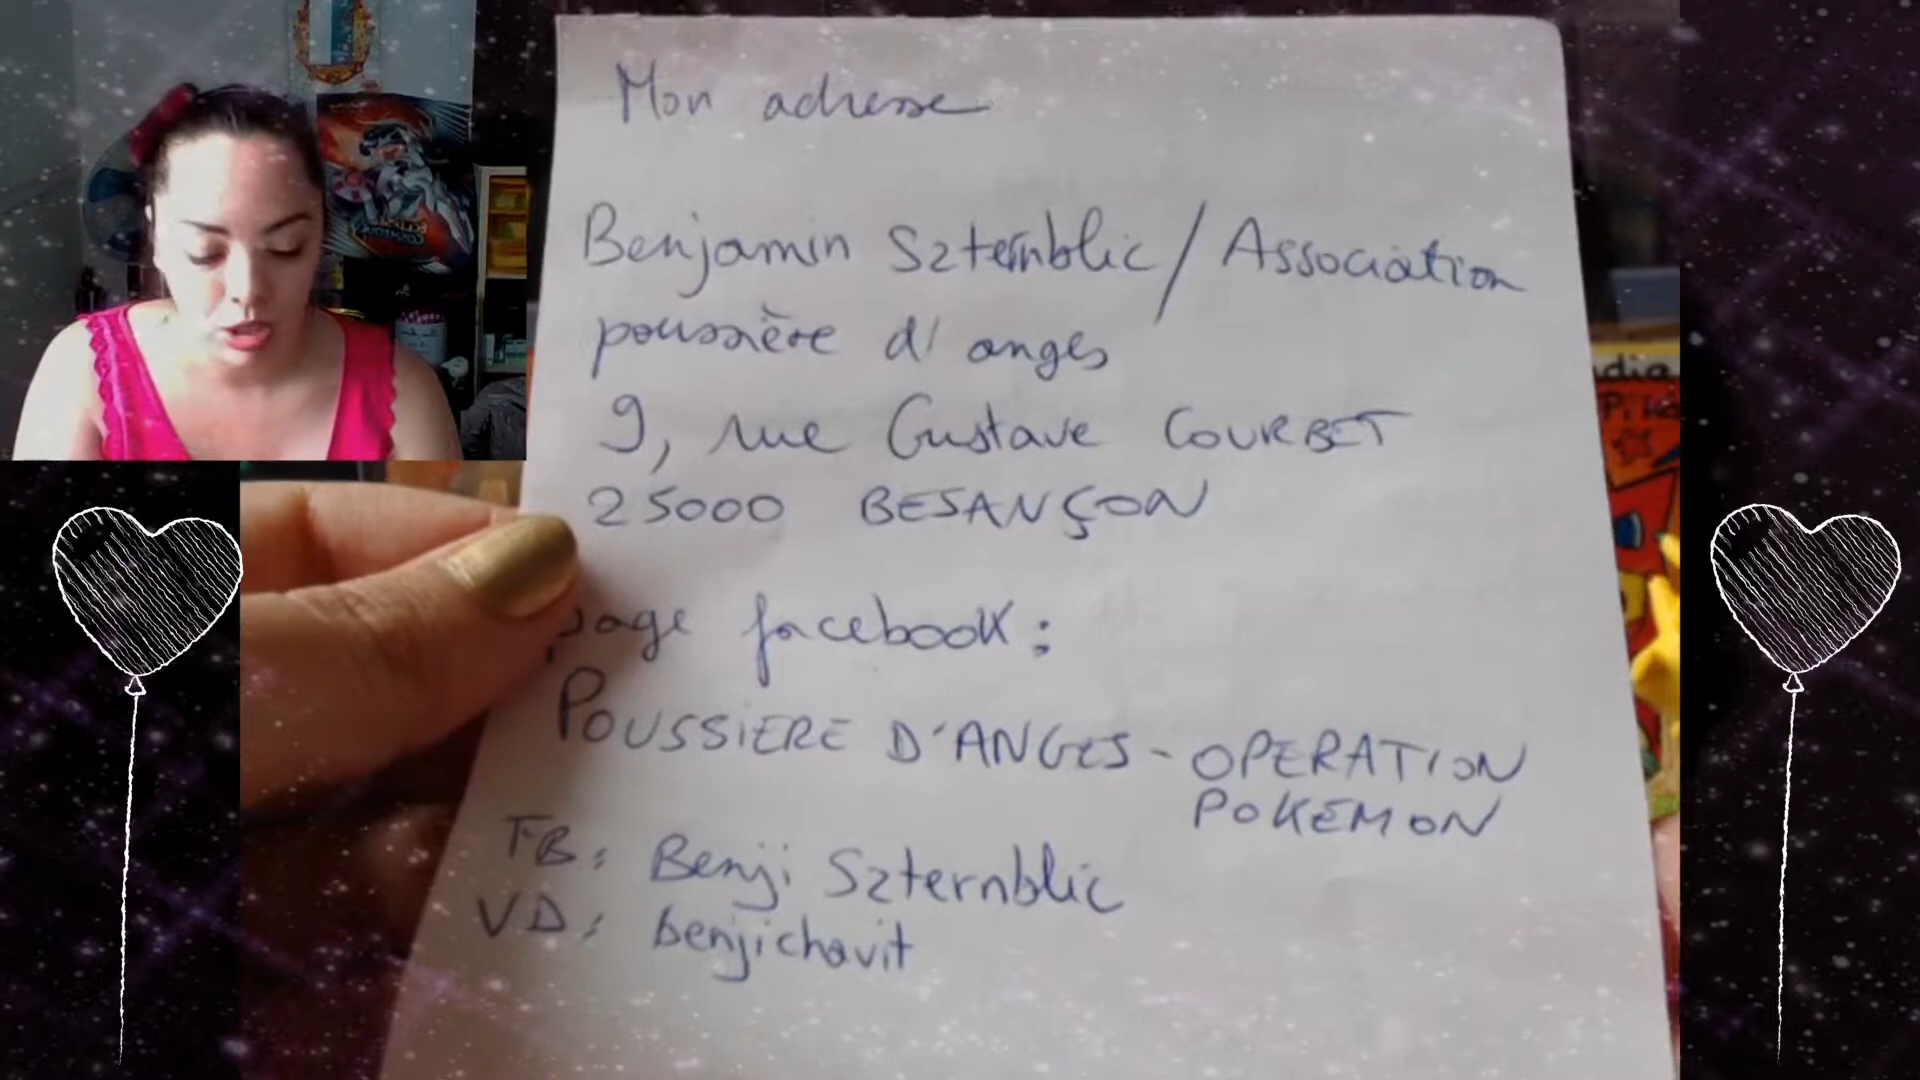 Mon adresse
Benjamin Szternblic / Association
poussière d'anges
9, rue Gustave COURBET
25000 BESANÇON
page facebook :
POUSSIERE D'ANGES - OPERATION
POKEMON
FB : Benji Szternblic
VD : benjichavit